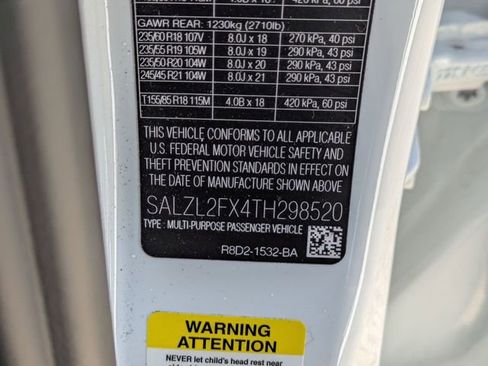 GAWR REAR: 1230kg (2710lb)
235/60 R18 107V 8.0J x 18 270 kPa, 40 psi
235/55 R19 105W 8.0J x 19 290 kPa, 43 psi
235/50 R20 104W 8.0J x 20 290 kPa, 43 psi
245/45 R21 104W 8.0J x 21 290 kPa, 43 psi
T155/85 R18 115M 4.0B x 18 420 kPa, 60 psi
THIS VEHICLE CONFORMS TO ALL APPLICABLE
U.S. FEDERAL MOTOR VEHICLE SAFETY AND
THEFT PREVENTION STANDARDS IN EFFECT ON
THE DATE OF MANUFACTURE SHOWN ABOVE
SALZL2FX4TH298520
TYPE : MULTI-PURPOSE PASSENGER VEHICLE
R8D2-1532-BA
WARNING
ATTENTION
NEVER let child's head rest near